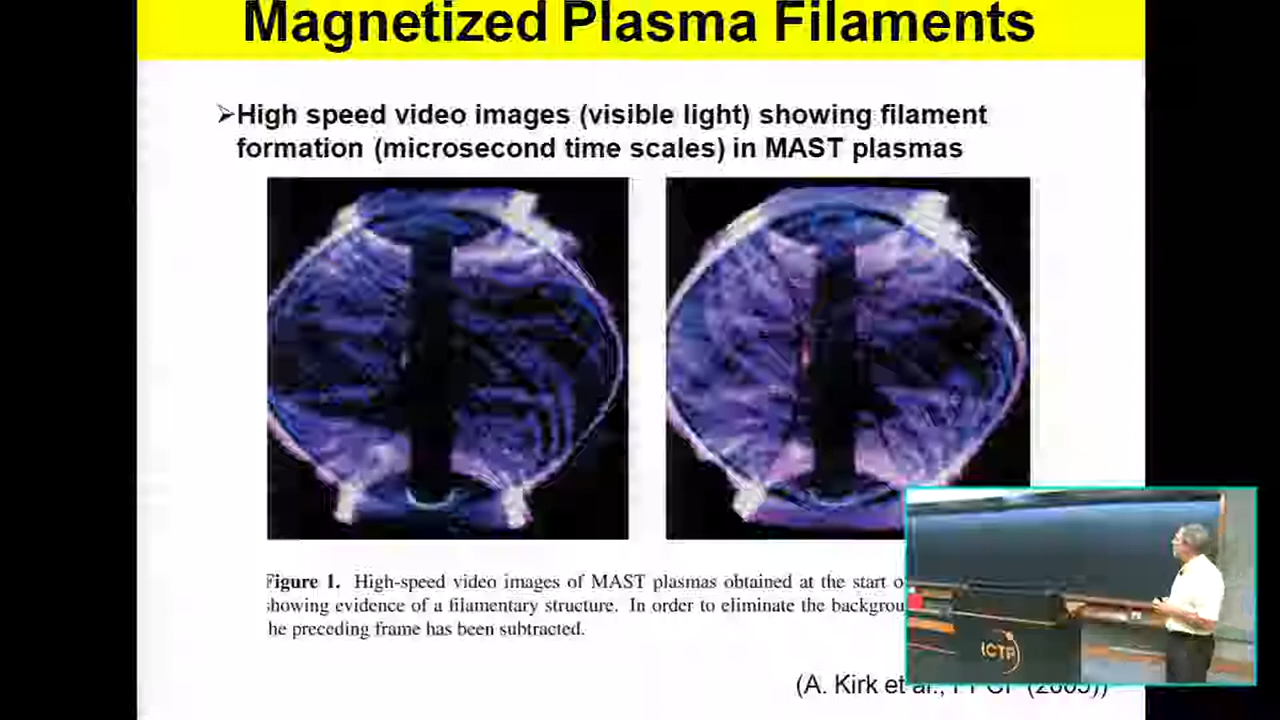 Magnetized Plasma Filaments
➢High speed video images (visible light) showing filament
formation (microsecond time scales) in MAST plasmas
Figure 1. High-speed video images of MAST plasmas obtained at the start
showing evidence of a filamentary structure. In order to eliminate the
he preceding frame has been subtracted.
ICTP
(A. Kirk et al.,